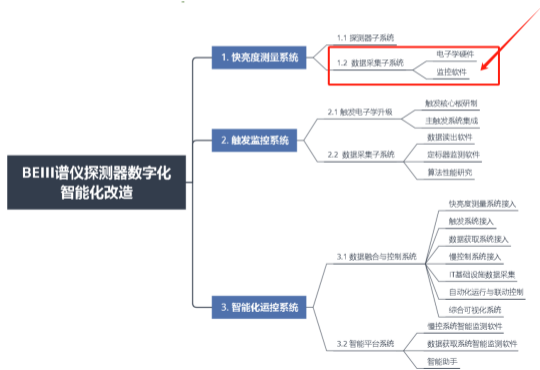 BEIII谱仪探测器数字化
智能化改造
1. 快亮度测量系统
1.1 探测器子系统
1.2 数据采集子系统
电子学硬件
监控软件
2. 触发监控系统
2.1 触发电子学升级
触发核心板研制
主触发系统集成
2.2 数据采集子系统
数据读出软件
定标器监测软件
算法性能研究
3. 智能化运控系统
3.1 数据融合与控制系统
快亮度测量系统接入
触发系统接入
数据获取系统接入
慢控制系统接入
IT基础设施数据采集
自动化运行与联动控制
综合可视化系统
3.2 智能平台系统
慢控系统智能监测软件
数据获取系统智能监测软件
智能助手